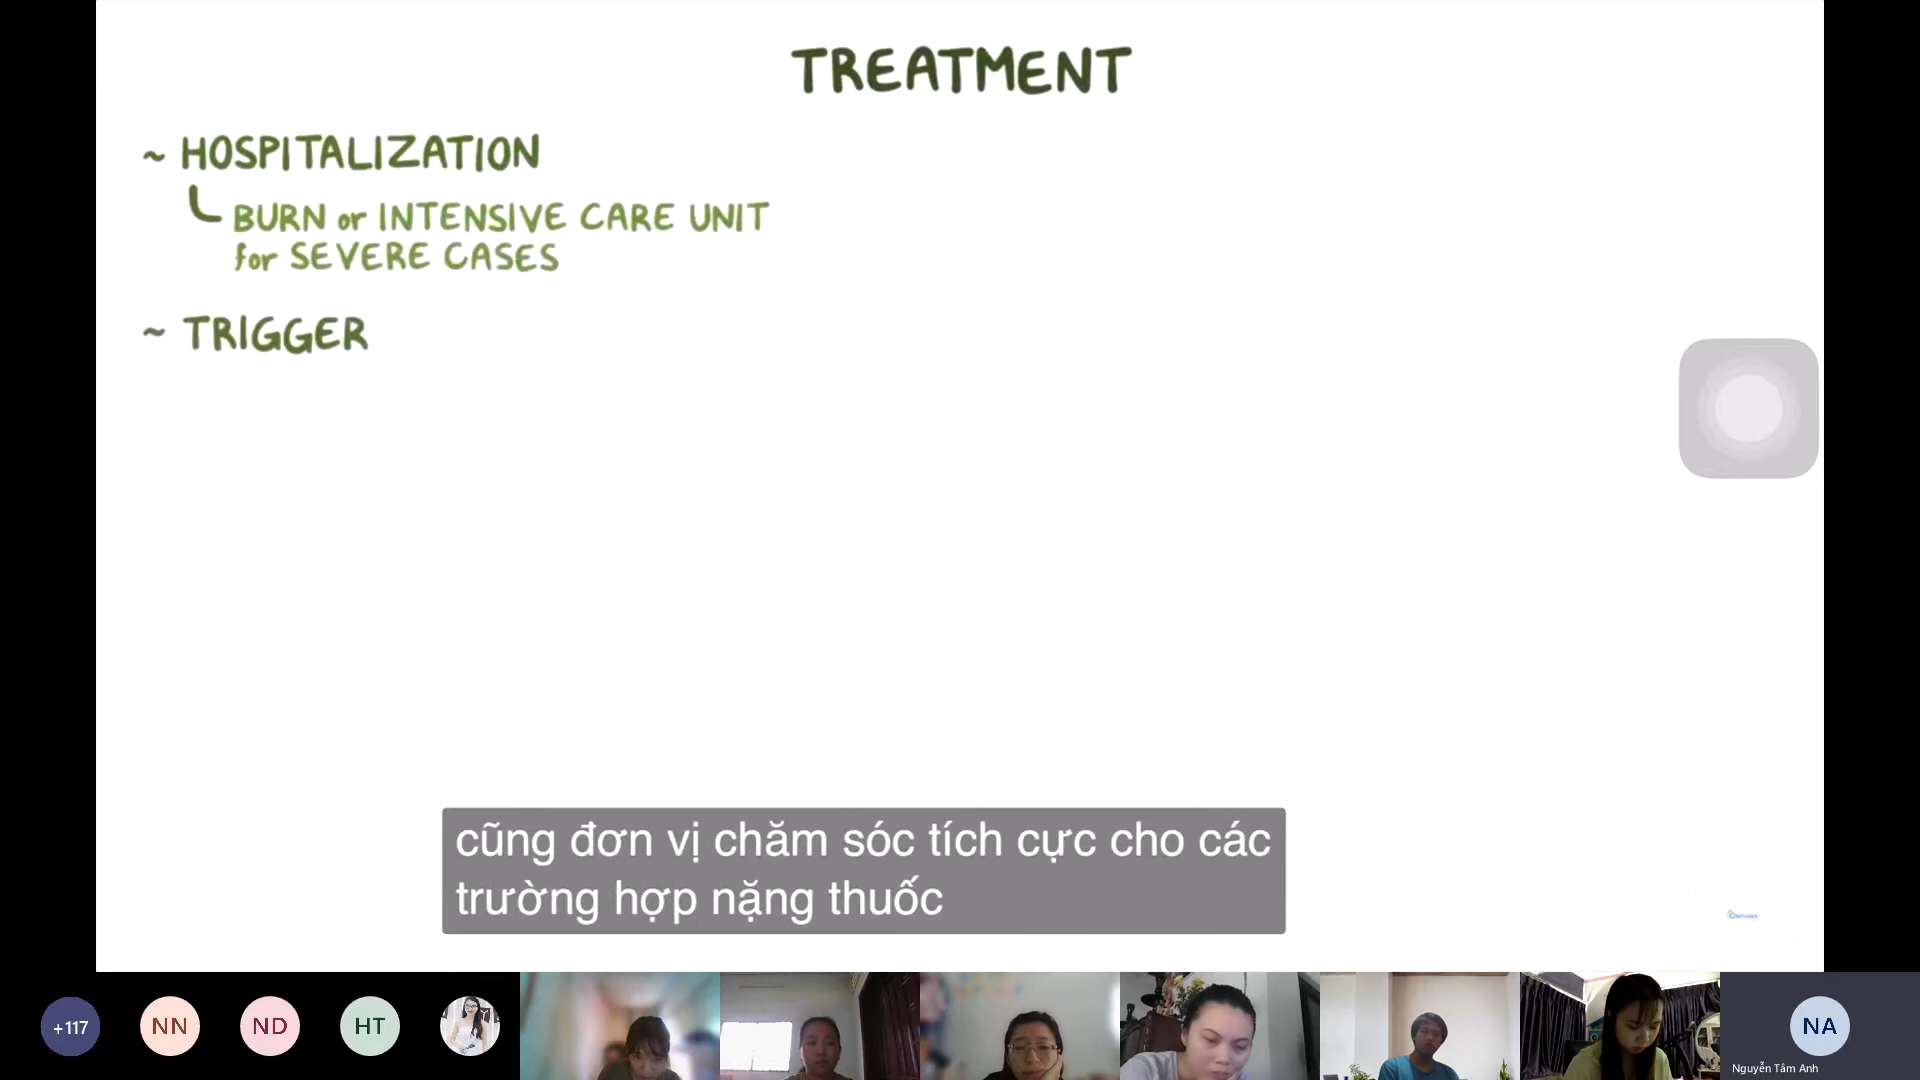 TREATMENT
~ HOSPITALIZATION
BURN or INTENSIVE CARE UNIT
for SEVERE CASES
~ TRIGGER
cũng đơn vị chăm sóc tích cực cho các
trường hợp nặng thuốc
Osmosis
+117
NN
ND
HT
NA
Nguyễn Tâm Anh